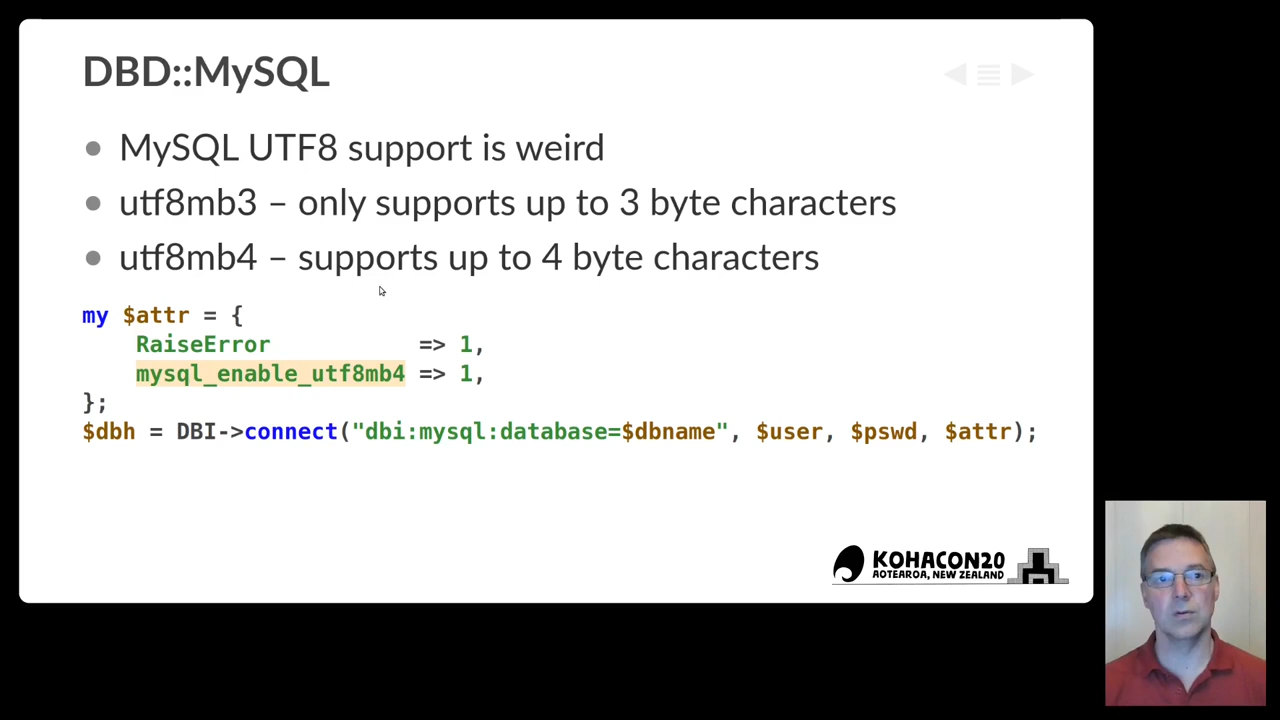 DBD::MySQL
MySQL UTF8 support is weird
utf8mb3 – only supports up to 3 byte characters
utf8mb4 – supports up to 4 byte characters
my $attr = {
    RaiseError           => 1,
    mysql_enable_utf8mb4 => 1,
};
$dbh = DBI->connect("dbi:mysql:database=$dbname", $user, $pswd, $attr);
KOHACON20
AOTEAROA, NEW ZEALAND